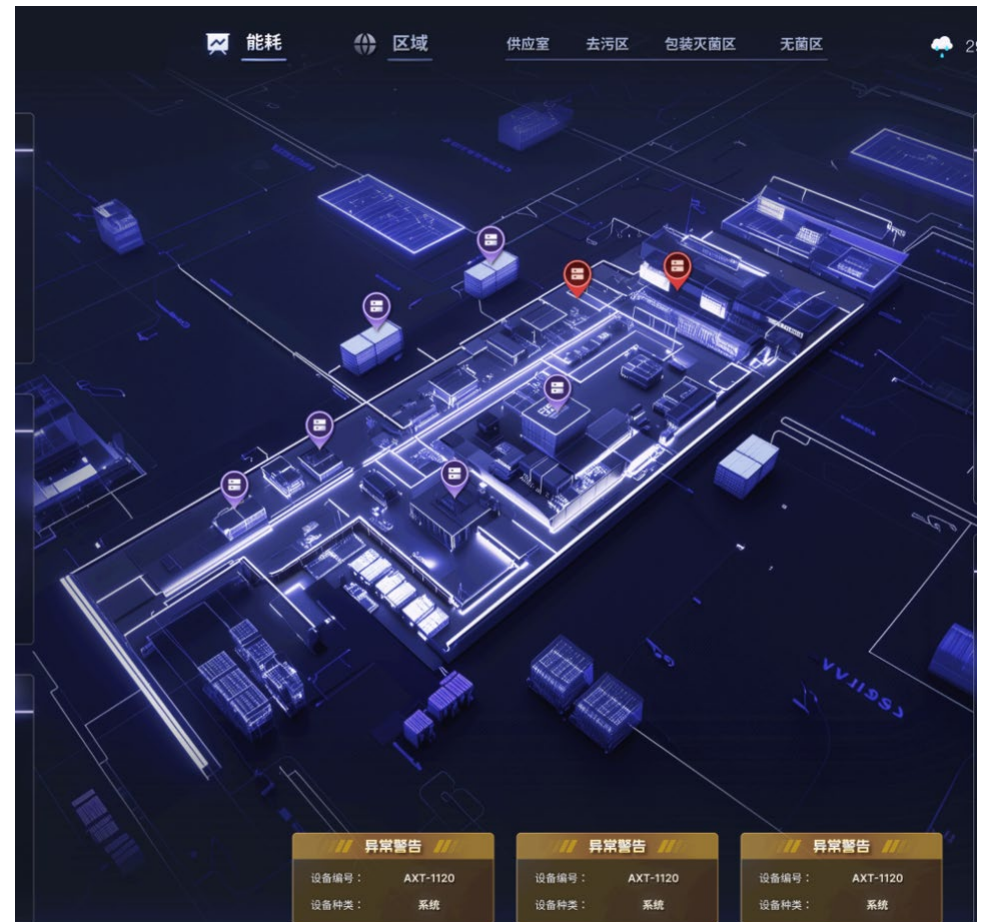 能耗 区域 供应室 去污区 包装灭菌区 无菌区
异常警告 异常警告 异常警告
设备编号： AXT-1120 设备编号： AXT-1120 设备编号： AXT-1120
设备种类： 系统 设备种类： 系统 设备种类： 系统